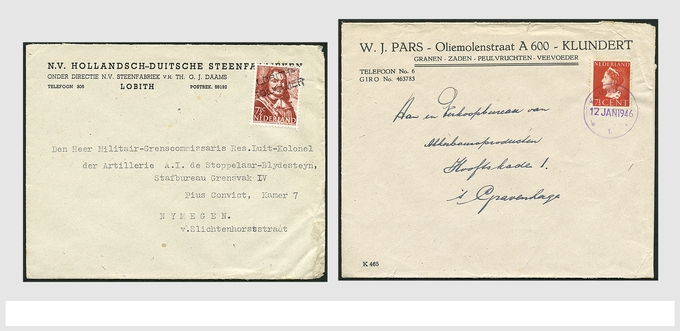 N.V. HOLLANDSCH-DUITSCHE STEENFABRIEKEN
ONDER DIRECTIE N.V. STEENFABRIEK V.H. TH. G. J. DAAMS
TELEFOON 305 LOBITH POSTREK. 88193
NEDERLAND
Den Heer Militair-Grenscommissaris Res.Luit-Kolonel
der Artillerie A.I. de Stoppelaar-Blydesteyn,
Stafbureau Grensvak IV
Pius Convict, Kamer 7
NYMEGEN.
v.Slichtenhorststraat
W. J. PARS - Oliemolenstraat A 600 - KLUNDERT
GRANEN - ZADEN - PEULVRUCHTEN - VEEVOEDER
TELEFOON No. 6
GIRO No. 463783
NEDERLAND
7½ CENT
12 JAN 1946
1.
Aan en Verkoopbureau van
Akkerbouwproducten
Hooftskade 1.
's Gravenhage
K 465